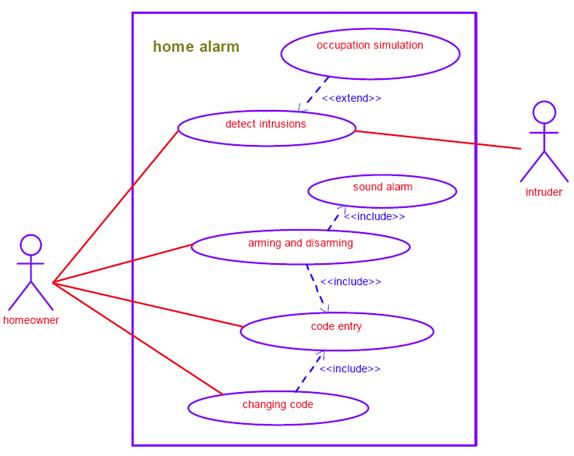 home alarm
occupation simulation
<<extend>>
detect intrusions
intruder
sound alarm
<<include>>
arming and disarming
<<include>>
homeowner
code entry
<<include>>
changing code